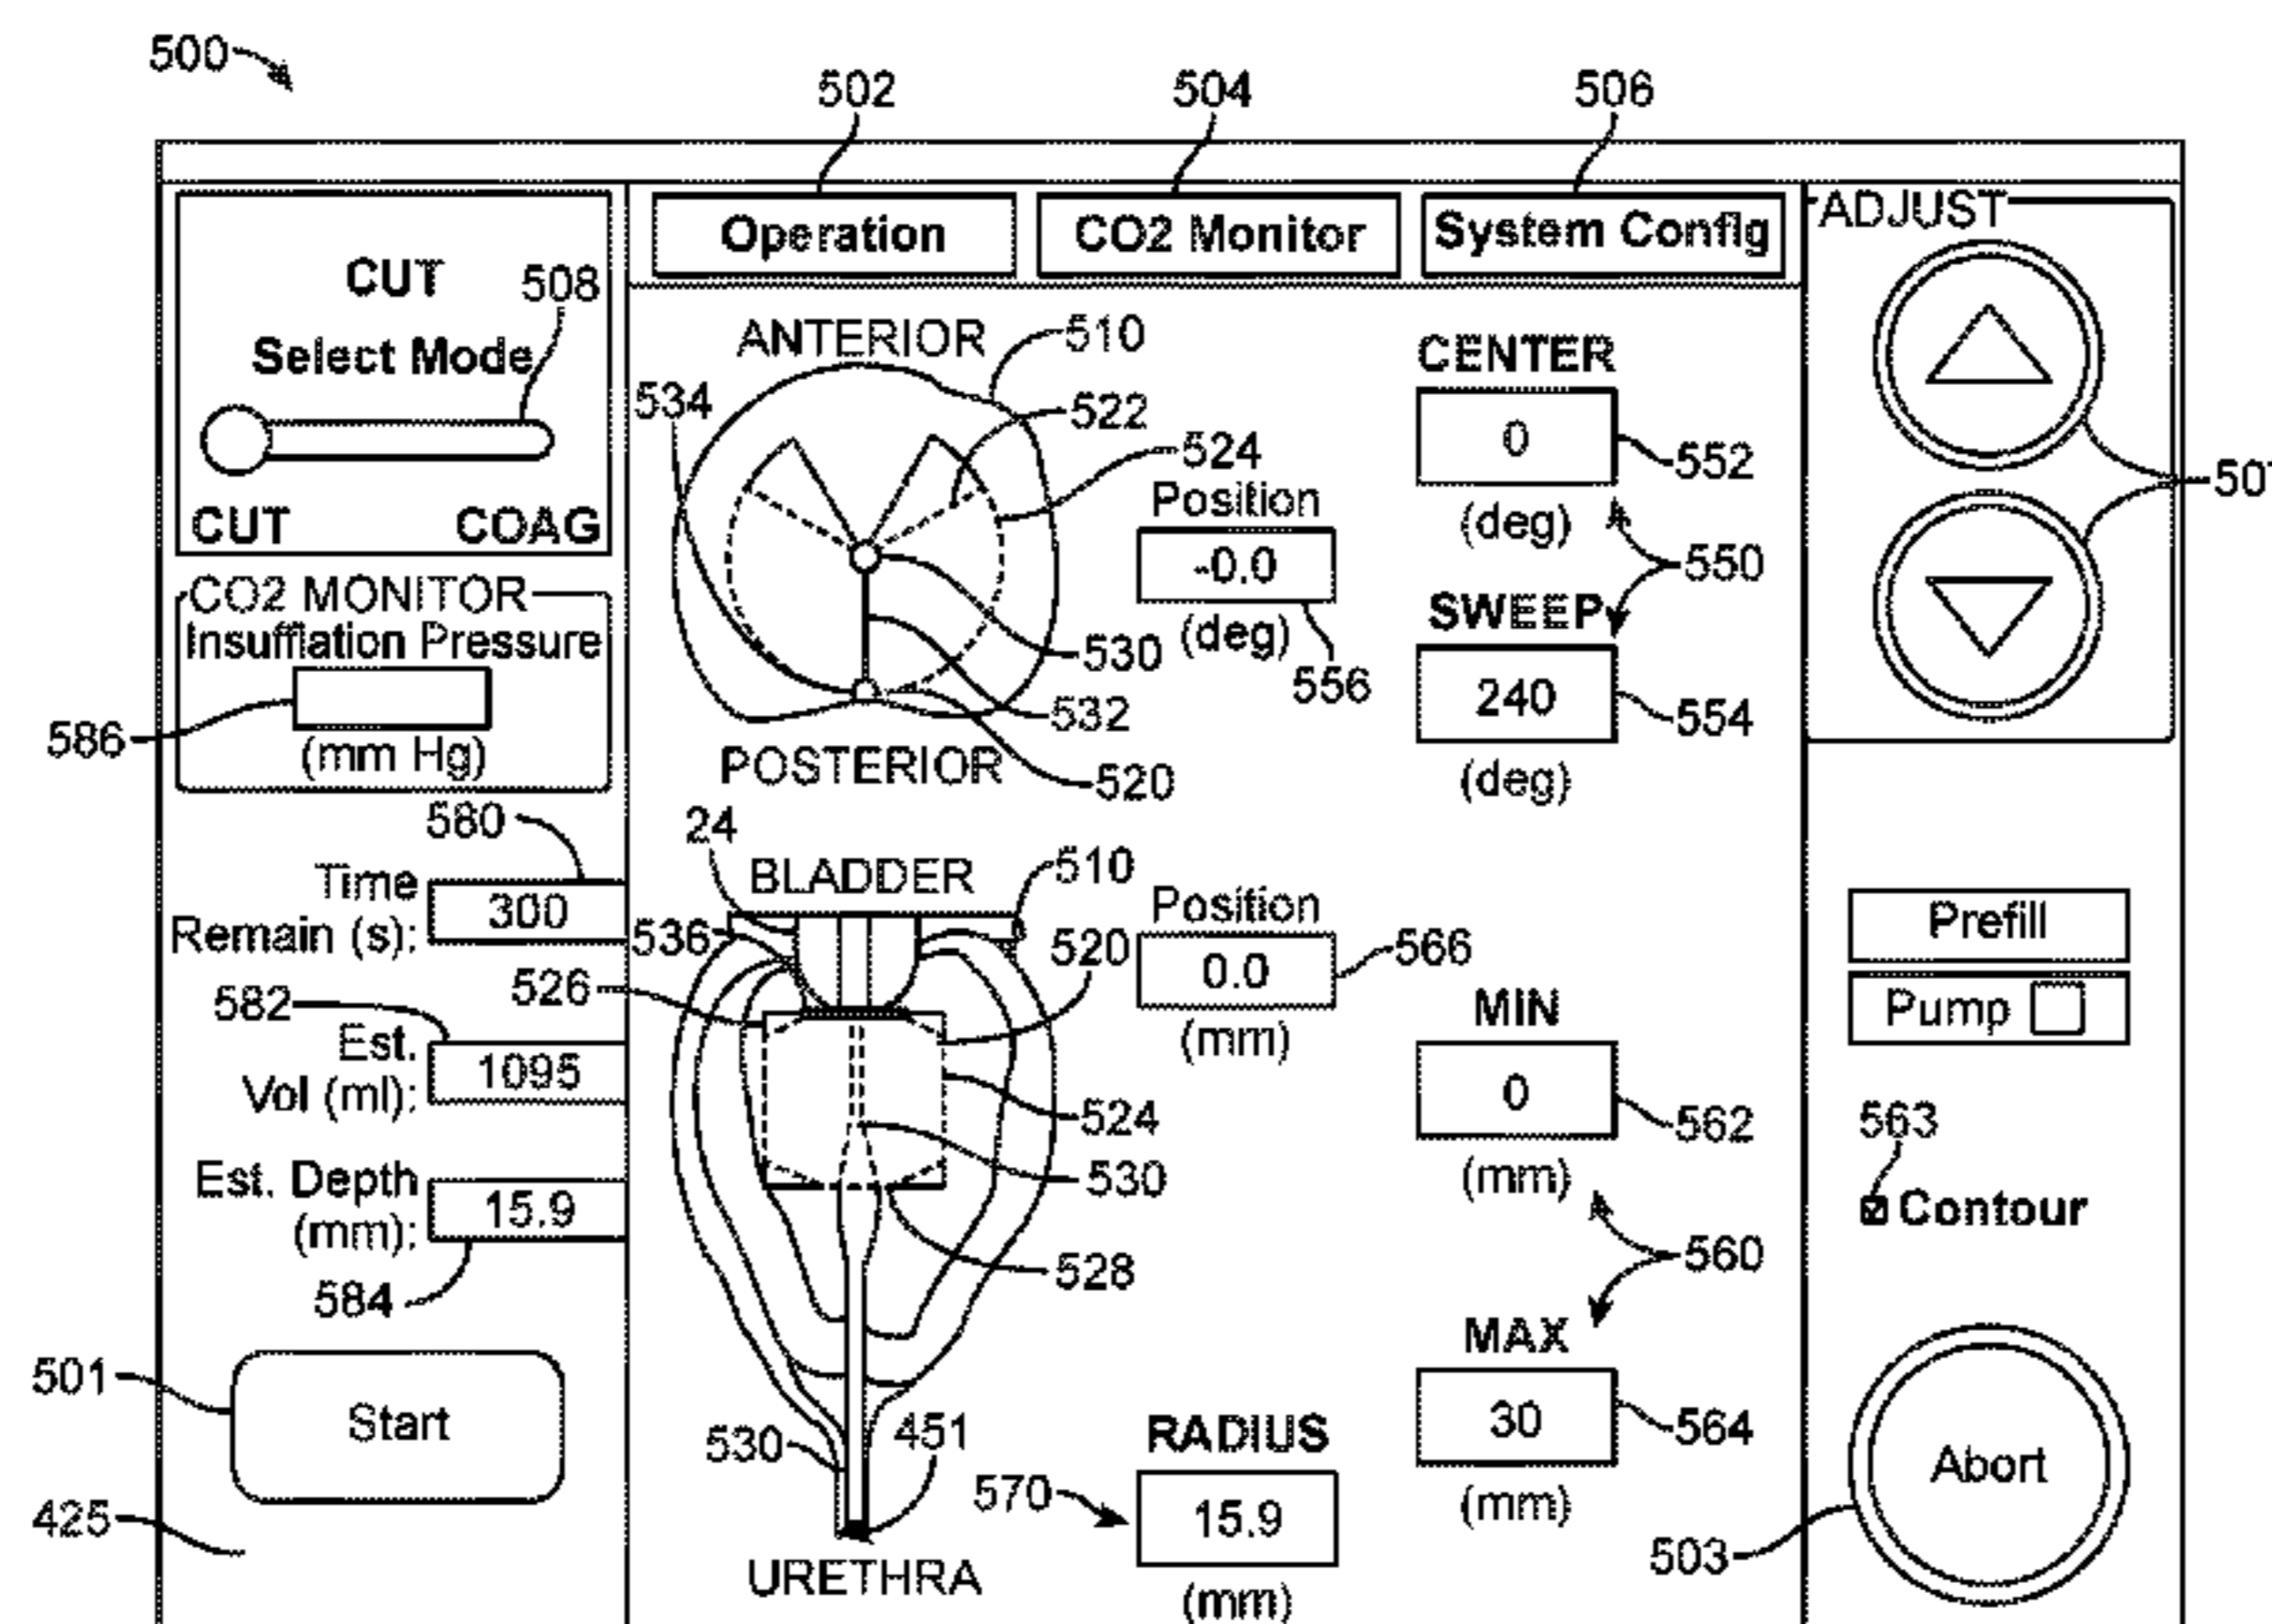 500
502
504
506
Operation
CO2 Monitor
System Config
ADJUST
CUT
508
Select Mode
CUT
COAG
ANTERIOR
510
534
522
524
Position
-0.0
(deg)
556
530
532
520
POSTERIOR
CENTER
0
552
(deg)
550
SWEEP
240
554
(deg)
CO2 MONITOR
Insufflation Pressure
586
(mm Hg)
580
Time
Remain (s):
300
582
Est.
Vol (ml):
1095
Est. Depth
(mm):
15.9
584
501
Start
425
24
BLADDER
510
536
526
520
Position
0.0
566
(mm)
524
530
528
530
451
URETHRA
MIN
0
562
(mm)
560
MAX
30
564
(mm)
RADIUS
570
15.9
(mm)
Prefill
Pump
563
Contour
Abort
503